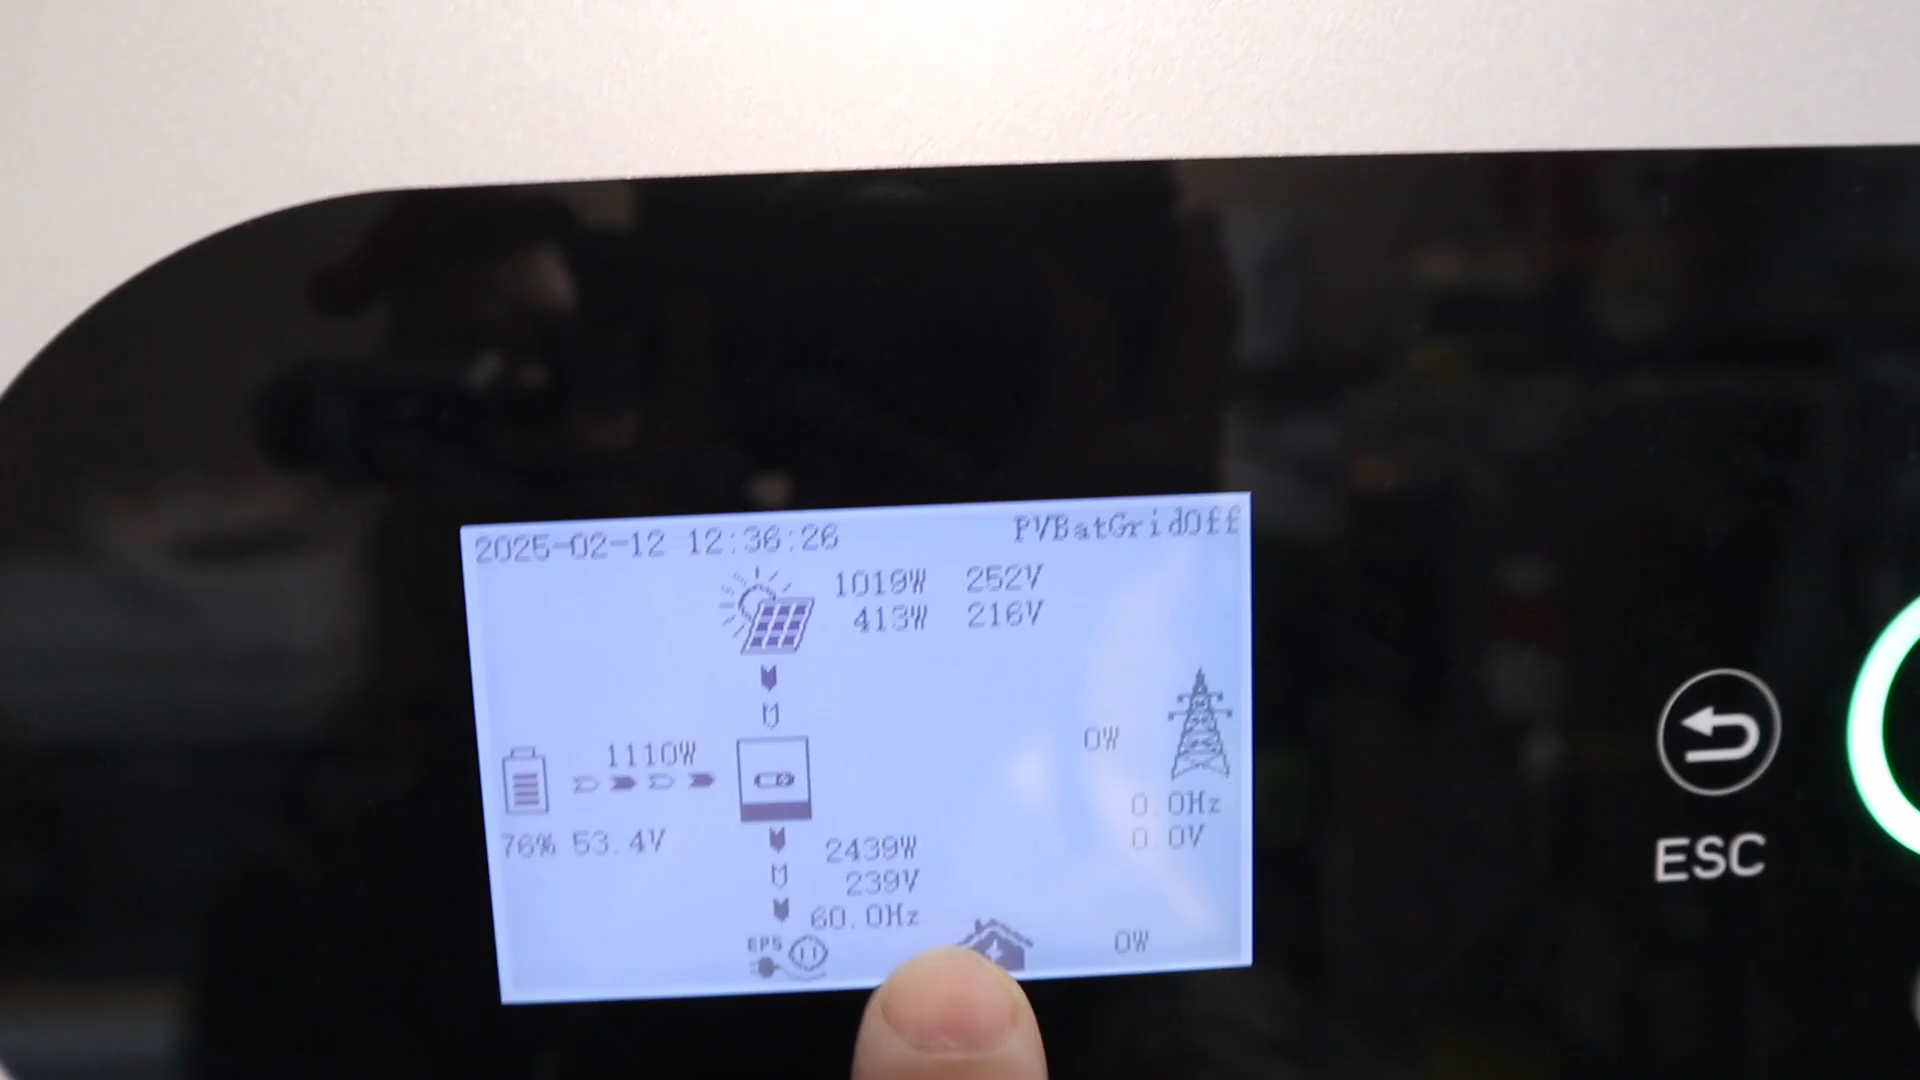 2025-02-12 12:36:26 PVBatGridOff
1019W 252V
413W 216V
1110W
0W
76% 53.4V
0.0Hz
0.0V
2439W
239V
60.0Hz
EPS
0W
ESC